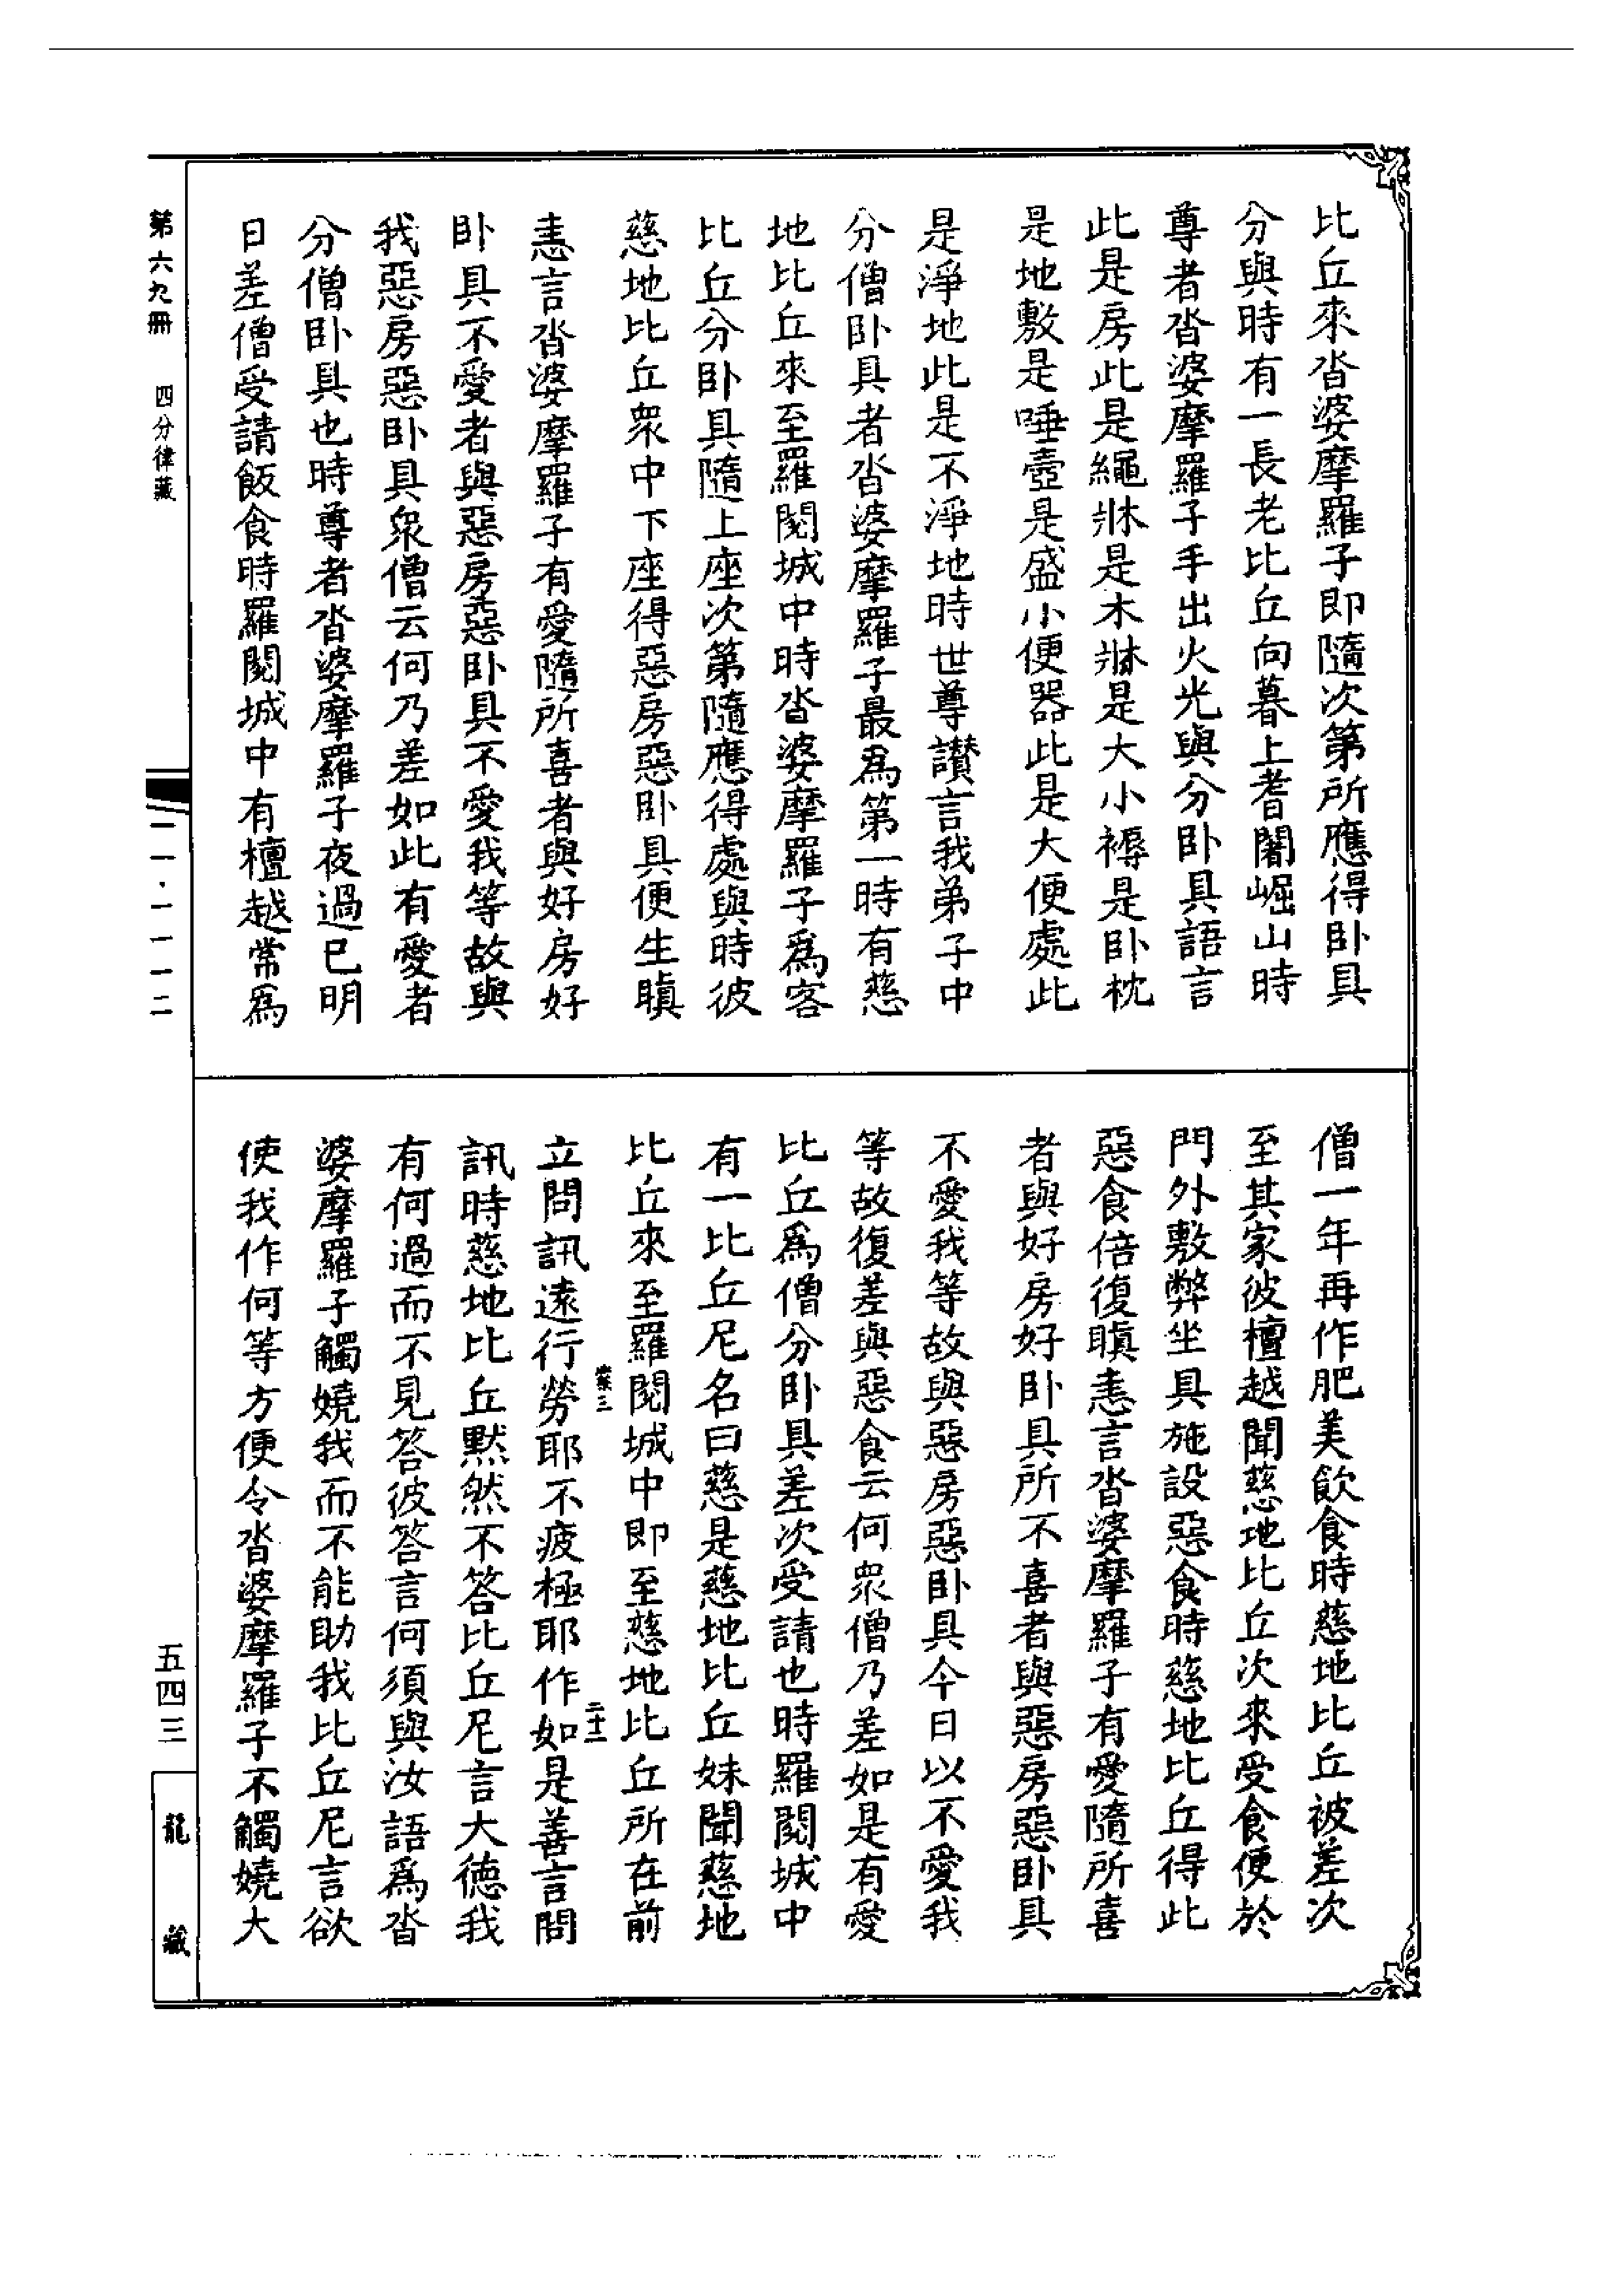 比丘來沓婆摩羅子即隨次第所應得卧具
分與時有一長老比丘向暮上耆闍崛山時
尊者沓婆摩羅子手出火光與分卧具語言
此是房此是繩牀是木牀是大小褥是卧枕
是地敷是唾壺是盛小便器此是大便處此
是淨地此是不淨地時世尊讃言我弟子中
分僧卧具者沓婆摩羅子最爲第一時有慈
地比丘來至羅閱城中時沓婆摩羅子爲客
比丘分卧具隨上座次第隨應得處與時彼
慈地比丘衆中下座得惡房惡卧具便生瞋
恚言沓婆摩羅子有愛隨所喜者與好房好
卧具不愛者與惡房惡卧具不愛我等故與
我惡房惡卧具衆僧云何乃差如此有愛者
分僧卧具也時尊者沓婆摩羅子夜過已明
日差僧受請飯食時羅閱城中有檀越常爲
僧一年再作肥美飲食時慈地比丘被差次
至其家彼檀越聞慈地比丘次來受食便於
門外敷弊坐具施設惡食時慈地比丘得此
惡食倍復瞋恚言沓婆摩羅子有愛隨所喜
者與好房好卧具所不喜者與惡房惡卧具
不愛我等故與惡房惡卧具今日以不愛我
等故復差與惡食云何衆僧乃差如是有愛
比丘爲僧分卧具差次受請也時羅閱城中
有一比丘尼名曰慈是慈地比丘妹聞慈地
比丘來至羅閱城中即至慈地比丘所在前
立問訊遠行勞耶不疲極耶作如是善言問
訊時慈地比丘黙然不答比丘尼言大德我
有何過而不見答彼答言何須與汝語爲沓
婆摩羅子觸嬈我而不能助我比丘尼言欲
使我作何等方便令沓婆摩羅子不觸嬈大
第六九冊 四分律藏
一一·一一一二
五四三
龍藏